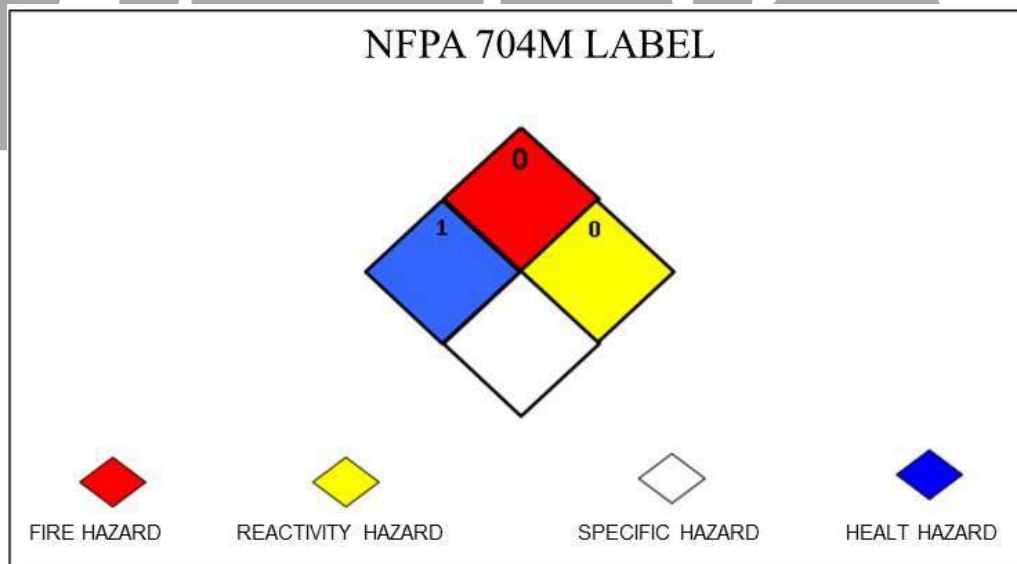 NFPA 704M LABEL
0
1
0
FIRE HAZARD
REACTIVITY HAZARD
SPECIFIC HAZARD
HEALT HAZARD